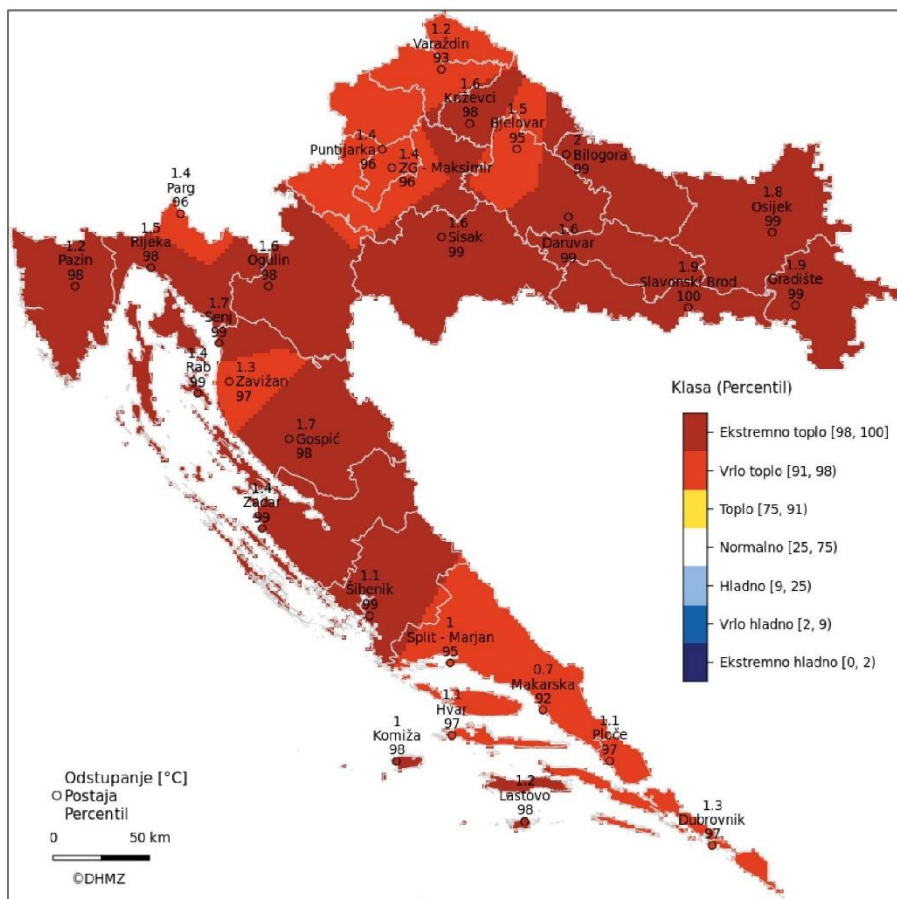 1.2
Varaždin
93
1.6
Križevci
98
1.5
Bjelovar
95
2
Bilogora
99
1.4
Puntijarka
96
1.4
ZG - Maksimir
96
1.4
Parg
96
1.8
Osijek
99
1.2
Pazin
98
1.5
Rijeka
98
1.6
Ogulin
98
1.6
Sisak
99
1.6
Daruvar
99
1.9
Slavonski Brod
100
1.9
Gradište
99
1.7
Senj
99
1.4
Rab
99
1.3
Zavižan
97
1.7
Gospić
98
1.4
Zadar
99
1.1
Šibenik
99
1
Split - Marjan
95
0.7
Makarska
92
1.1
Hvar
97
1
Komiža
98
1.1
Ploče
97
1.2
Lastovo
98
1.3
Dubrovnik
97
Klasa (Percentil)
Ekstremno toplo [98, 100]
Vrlo toplo [91, 98⟩
Toplo [75, 91⟩
Normalno [25, 75⟩
Hladno [9, 25⟩
Vrlo hladno [2, 9⟩
Ekstremno hladno [0, 2⟩
Odstupanje [°C]
Postaja
Percentil
0 50 km
©DHMZ